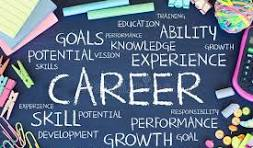 TRAINING
EDUCATION
ABILITY
GOALS
PERFORMANCE
KNOWLEDGE
GROWTH
POTENTIAL
VISION
EXPERIENCE
SKILLS
CAREER
EXPERIENCE
RESPONSIBILITY
SKILL
POTENTIAL
PERFORMANCE
DEVELOPMENT
GROWTH
GOAL